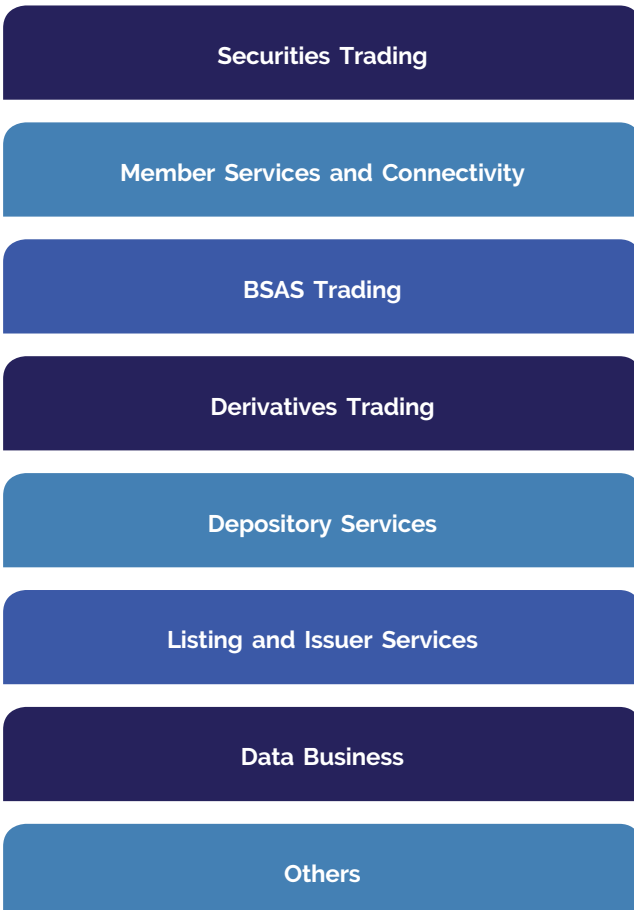 Securities Trading
Member Services and Connectivity
BSAS Trading
Derivatives Trading
Depository Services
Listing and Issuer Services
Data Business
Others